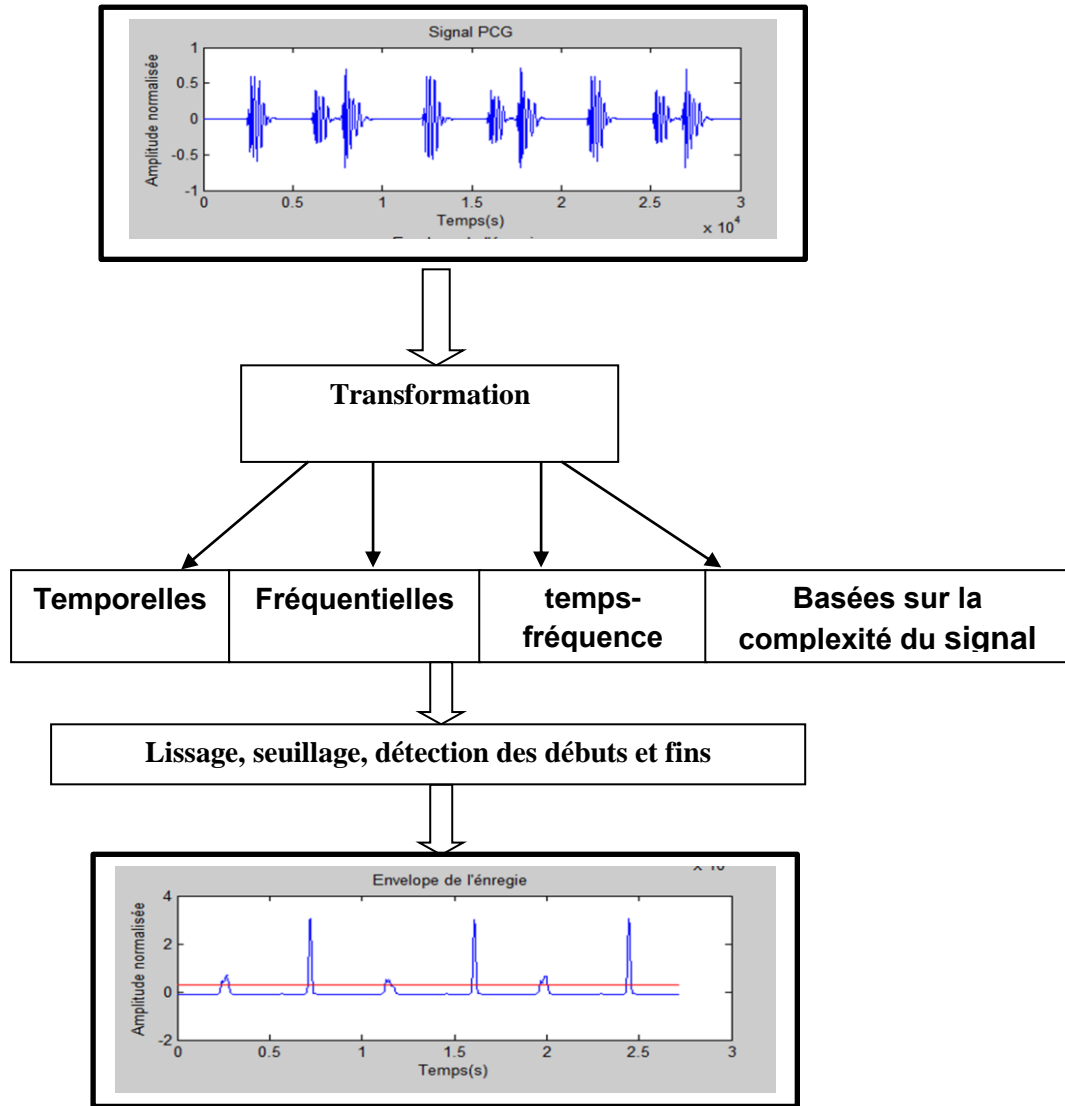 Signal PCG
Amplitude normalisée
1
0.5
0
-0.5
-1
0 0.5 1 1.5 2 2.5 3
Temps(s)
x 10^4
Transformation
Temporelles
Fréquentielles
temps-
fréquence
Basées sur la
complexité du signal
Lissage, seuillage, détection des débuts et fins
Envelope de l'énregie
Amplitude normalisée
4
2
0
-2
0 0.5 1 1.5 2 2.5 3
Temps(s)